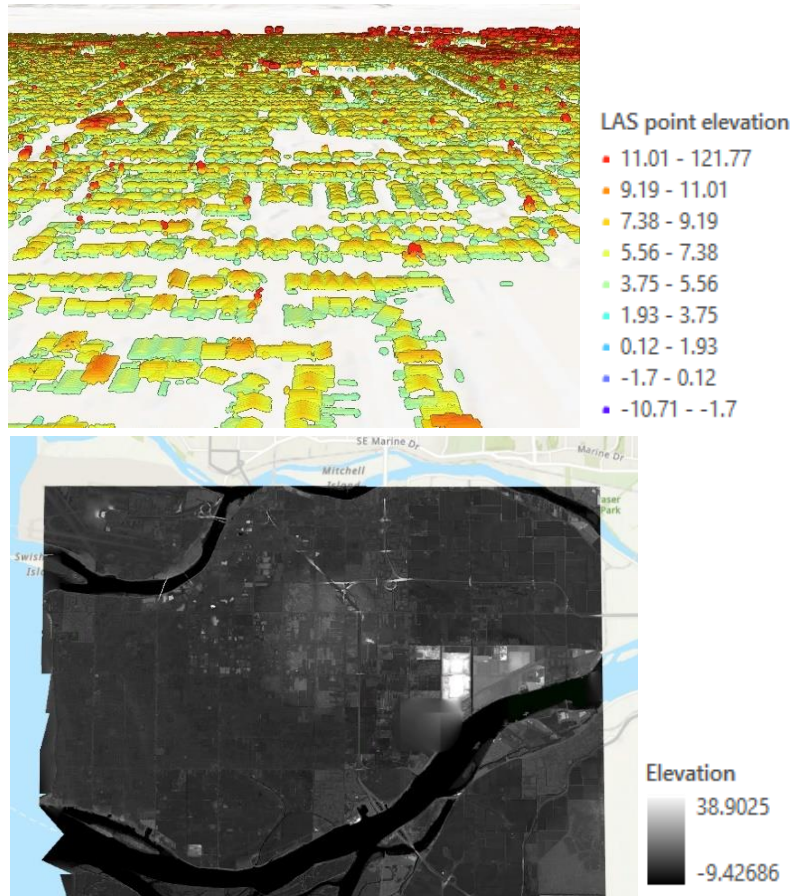 LAS point elevation
11.01 - 121.77
9.19 - 11.01
7.38 - 9.19
5.56 - 7.38
3.75 - 5.56
1.93 - 3.75
0.12 - 1.93
-1.7 - 0.12
-10.71 - -1.7
SE Marine Dr
Marine Dr
Mitchell
Island
Park
Elevation
38.9025
-9.42686